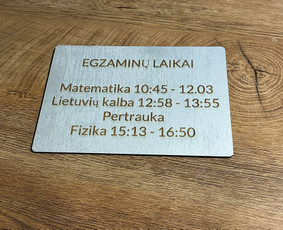 EGZAMINŲ LAIKAI
Matematika 10:45 - 12.03
Lietuvių kalba 12:58 - 13:55
Pertrauka
Fizika 15:13 - 16:50